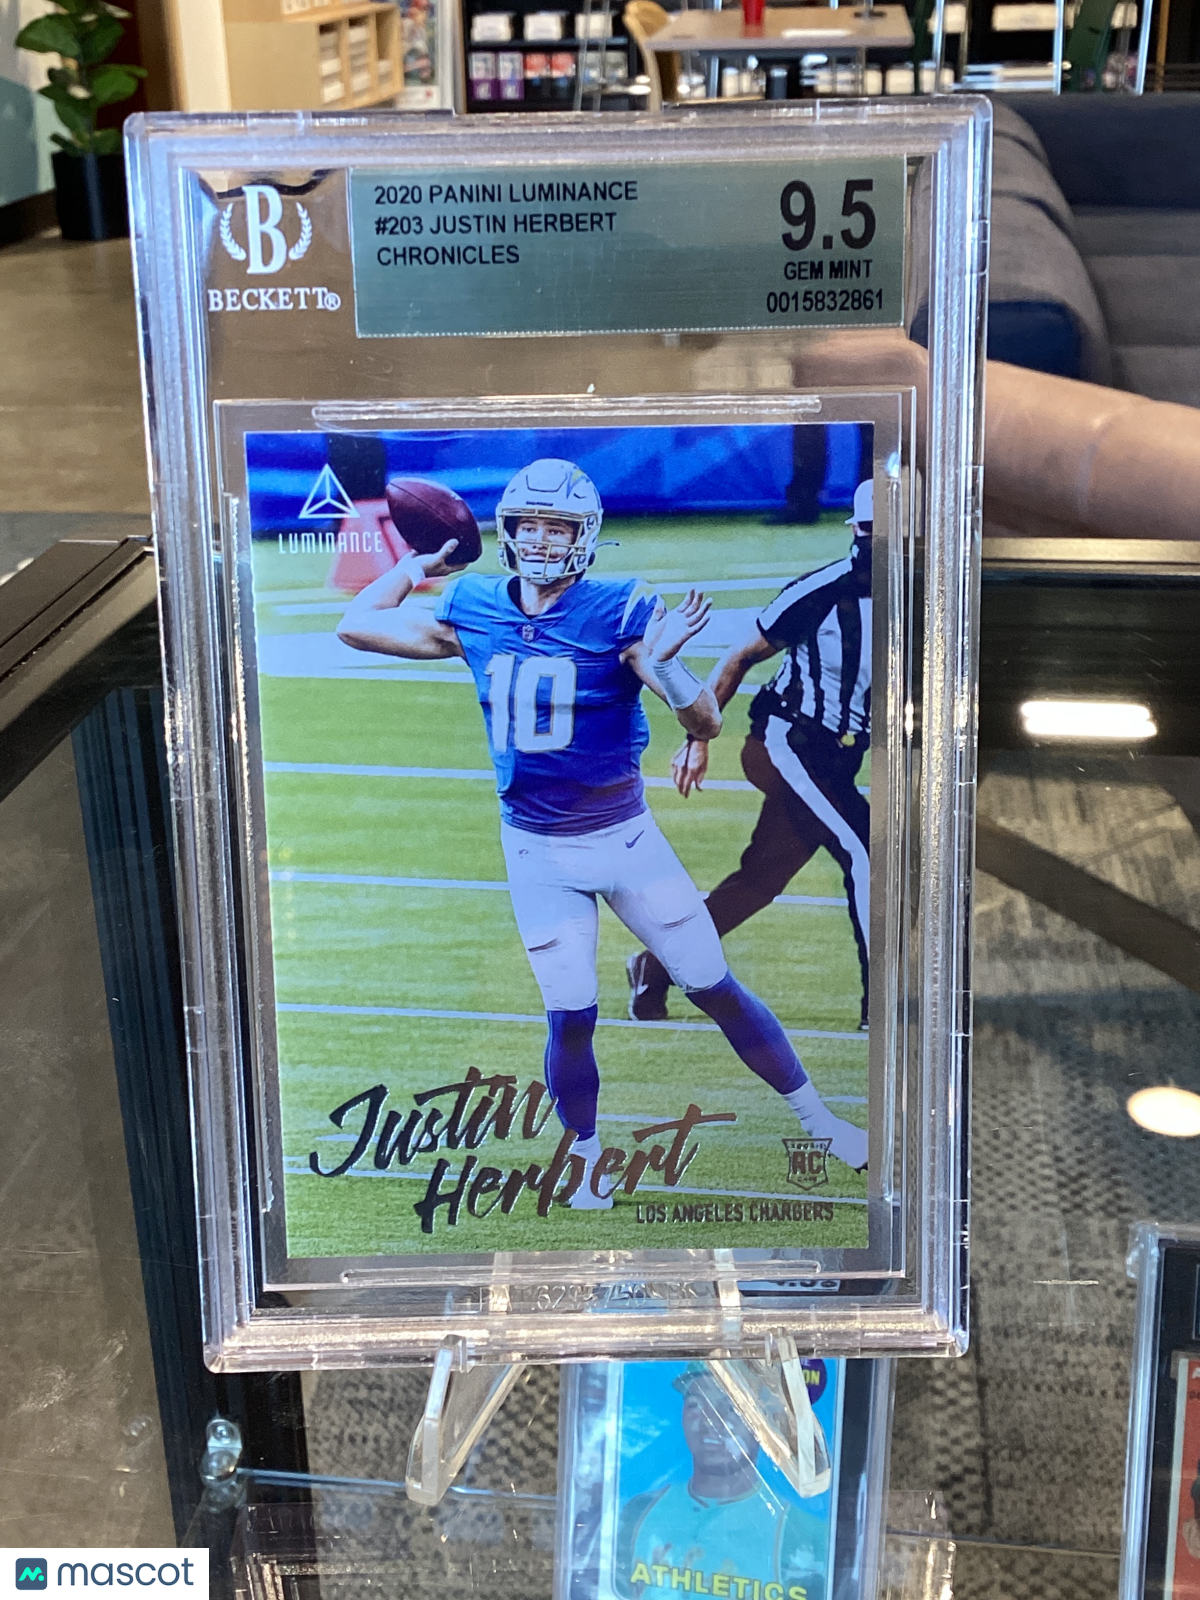 B
BECKETT®
2020 PANINI LUMINANCE
#203 JUSTIN HERBERT
CHRONICLES
9.5
GEM MINT
0015832861
LUMINANCE
10
Justin
Herbert
RC
LOS ANGELES CHARGERS
ATHLETICS
mascot